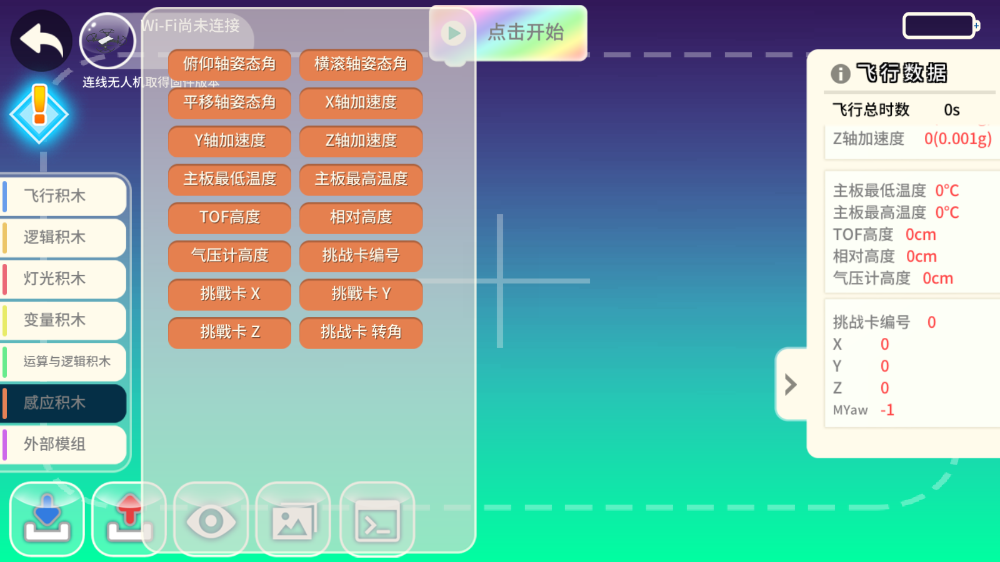 Wi-Fi尚未连接
连线无人机取得固件版本
点击开始
飞行积木
逻辑积木
灯光积木
变量积木
运算与逻辑积木
感应积木
外部模组
俯仰轴姿态角
横滚轴姿态角
平移轴姿态角
X轴加速度
Y轴加速度
Z轴加速度
主板最低温度
主板最高温度
TOF高度
相对高度
气压计高度
挑战卡编号
挑戰卡 X
挑戰卡 Y
挑戰卡 Z
挑战卡 转角
飞行数据
飞行总时数 0s
Z轴加速度 0(0.001g)
主板最低温度 0°C
主板最高温度 0°C
TOF高度 0cm
相对高度 0cm
气压计高度 0cm
挑战卡编号 0
X 0
Y 0
Z 0
MYaw -1